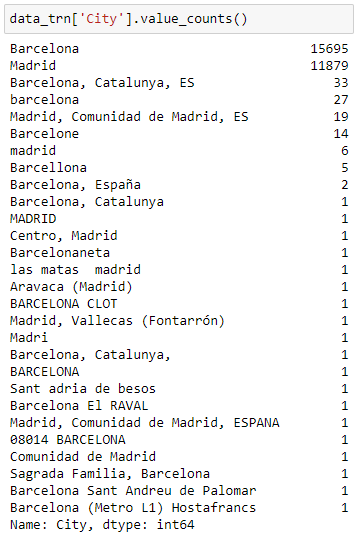 data_trn['City'].value_counts()
Barcelona 15695
Madrid 11879
Barcelona, Catalunya, ES 33
barcelona 27
Madrid, Comunidad de Madrid, ES 19
Barcelone 14
madrid 6
Barcellona 5
Barcelona, España 2
Barcelona, Catalunya 1
MADRID 1
Centro, Madrid 1
Barcelonaneta 1
las matas  madrid 1
Aravaca (Madrid) 1
BARCELONA CLOT 1
Madrid, Vallecas (Fontarrón) 1
Madri 1
Barcelona, Catalunya, 1
BARCELONA 1
Sant adria de besos 1
Barcelona El RAVAL 1
Madrid, Comunidad de Madrid, ESPANA 1
08014 BARCELONA 1
Comunidad de Madrid 1
Sagrada Familia, Barcelona 1
Barcelona Sant Andreu de Palomar 1
Barcelona (Metro L1) Hostafrancs 1
Name: City, dtype: int64